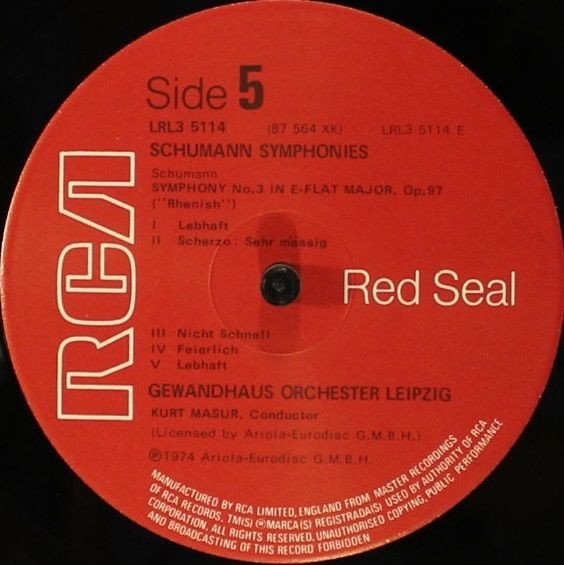 Side 5
LRL3 5114 (87 564 XK) LRL3 5114 E
SCHUMANN SYMPHONIES
Schumann
SYMPHONY No.3 IN E-FLAT MAJOR, Op.97
("Rhenish")
I Lebhaft
II Scherzo: Sehr mässig
RCA
Red Seal
III Nicht Schnell
IV Feierlich
V Lebhaft
GEWANDHAUS ORCHESTER LEIPZIG
KURT MASUR, Conductor
(Licensed by Ariola-Eurodisc G.M.B.H.)
Ⓟ1974 Ariola-Eurodisc G.M.B.H.
MANUFACTURED BY RCA LIMITED, ENGLAND FROM MASTER RECORDINGS
OF RCA RECORDS, TM(S) ® MARCA(S) REGISTRADA(S) USED BY AUTHORITY OF RCA
CORPORATION. ALL RIGHTS RESERVED, UNAUTHORISED COPYING, PUBLIC PERFORMANCE
AND BROADCASTING OF THIS RECORD FORBIDDEN